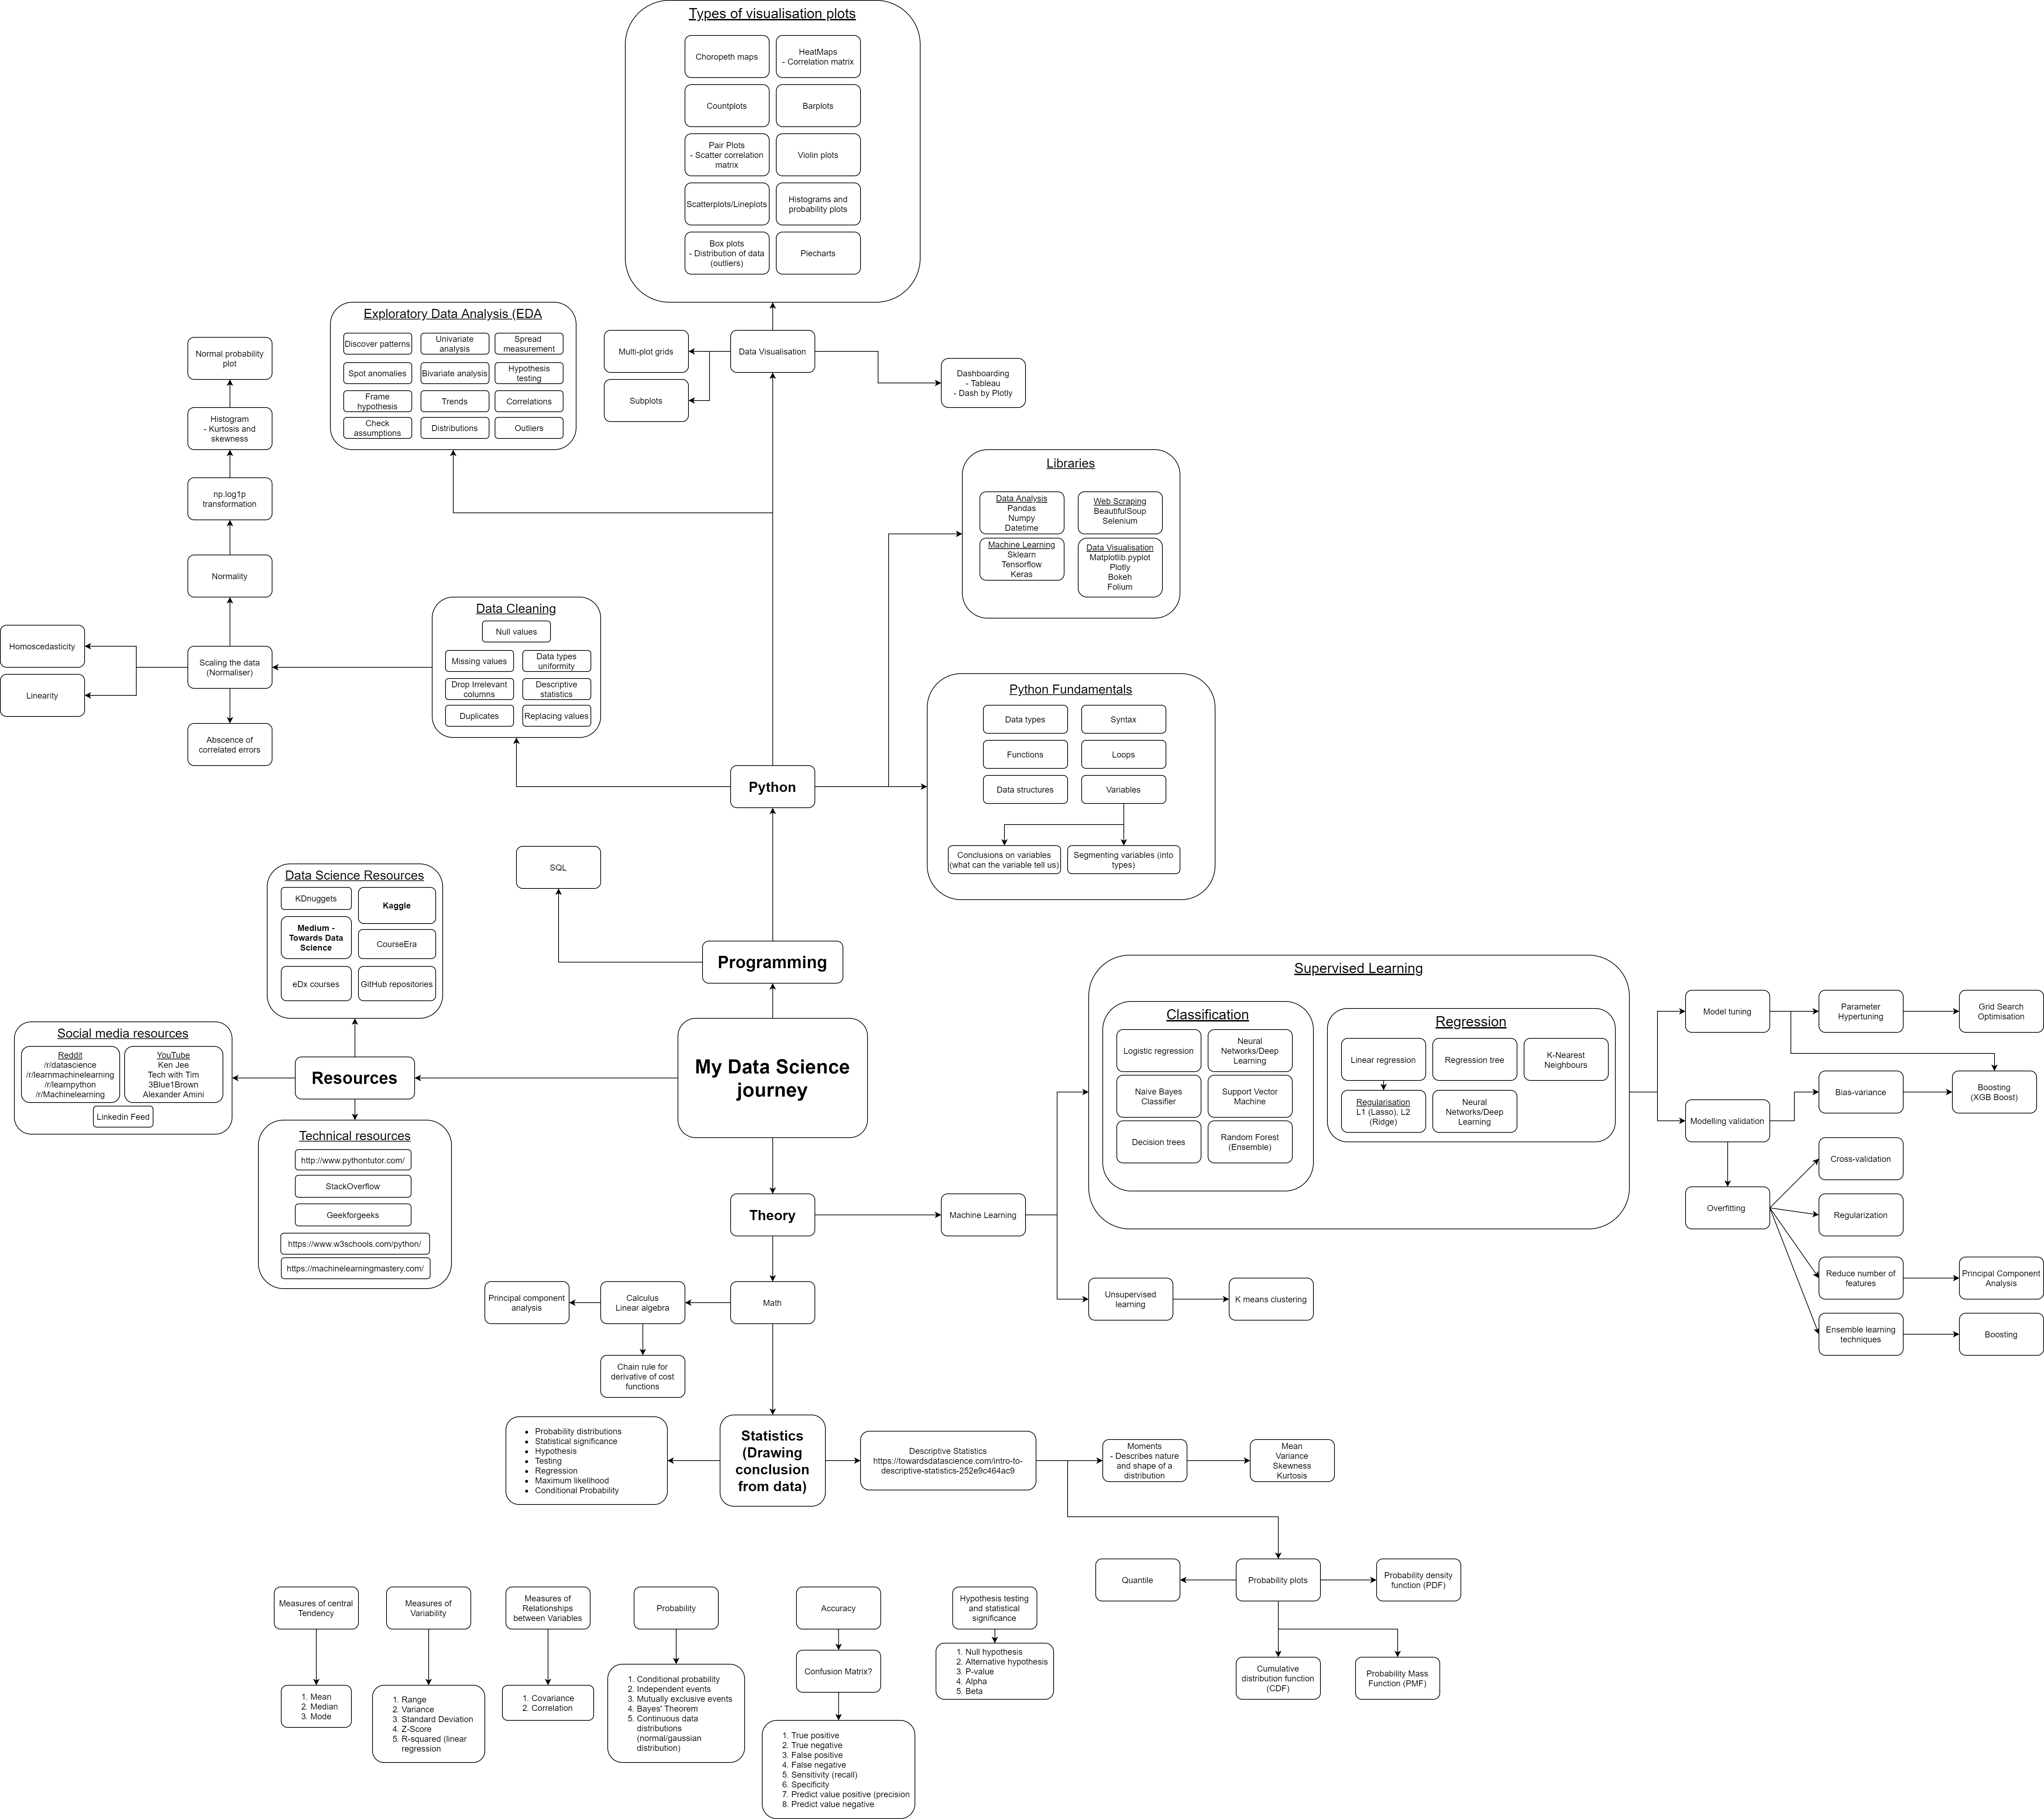 Types of visualisation plots
Choropeth maps
HeatMaps
- Correlation matrix
Countplots
Barplots
Pair Plots
- Scatter correlation
matrix
Violin plots
Scatterplots/Lineplots
Histograms and
probability plots
Box plots
- Distribution of data
(outliers)
Piecharts
Exploratory Data Analysis (EDA
Discover patterns
Univariate
analysis
Spread
measurement
Spot anomalies
Bivariate analysis
Hypothesis
testing
Frame
hypothesis
Trends
Correlations
Check
assumptions
Distributions
Outliers
Multi-plot grids
Data Visualisation
Subplots
Dashboarding
- Tableau
- Dash by Plotly
Normal probability
plot
Histogram
- Kurtosis and
skewness
np.log1p
transformation
Normality
Homoscedasticity
Linearity
Scaling the data
(Normaliser)
Abscence of
correlated errors
Data Cleaning
Null values
Missing values
Data types
uniformity
Drop Irrelevant
columns
Descriptive
statistics
Duplicates
Replacing values
Libraries
Data Analysis
Pandas
Numpy
Datetime
Web Scraping
BeautifulSoup
Selenium
Machine Learning
Sklearn
Tensorflow
Keras
Data Visualisation
Matplotlib.pyplot
Plotly
Bokeh
Folium
Python Fundamentals
Data types
Syntax
Functions
Loops
Data structures
Variables
Conclusions on variables
(what can the variable tell us)
Segmenting variables (into
types)
Python
SQL
Programming
Data Science Resources
KDnuggets
Kaggle
Medium -
Towards Data
Science
CourseEra
eDx courses
GitHub repositories
Social media resources
Reddit
/r/datascience
/r/learnmachinelearning
/r/learnpython
/r/Machinelearning
YouTube
Ken Jee
Tech with Tim
3Blue1Brown
Alexander Amini
Linkedin Feed
Resources
My Data Science
journey
Technical resources
http://www.pythontutor.com/
StackOverflow
Geekforgeeks
https://www.w3schools.com/python/
https://machinelearningmastery.com/
Supervised Learning
Classification
Logistic regression
Neural
Networks/Deep
Learning
Naive Bayes
Classifier
Support Vector
Machine
Decision trees
Random Forest
(Ensemble)
Regression
Linear regression
Regression tree
K-Nearest
Neighbours
Regularisation
L1 (Lasso), L2
(Ridge)
Neural
Networks/Deep
Learning
Model tuning
Parameter
Hypertuning
Grid Search
Optimisation
Modelling validation
Bias-variance
Boosting
(XGB Boost)
Overfitting
Cross-validation
Regularization
Reduce number of
features
Principal Component
Analysis
Ensemble learning
techniques
Boosting
Theory
Machine Learning
Unsupervised
learning
K means clustering
Principal component
analysis
Calculus
Linear algebra
Math
Chain rule for
derivative of cost
functions
• Probability distributions
• Statistical significance
• Hypothesis
• Testing
• Regression
• Maximum likelihood
• Conditional Probability
Statistics
(Drawing
conclusion
from data)
Descriptive Statistics
https://towardsdatascience.com/intro-to-
descriptive-statistics-252e9c464ac9
Moments
- Describes nature
and shape of a
distribution
Mean
Variance
Skewness
Kurtosis
Quantile
Probability plots
Probability density
function (PDF)
Cumulative
distribution function
(CDF)
Probability Mass
Function (PMF)
Measures of central
Tendency
1. Mean
2. Median
3. Mode
Measures of
Variability
1. Range
2. Variance
3. Standard Deviation
4. Z-Score
5. R-squared (linear
regression
Measures of
Relationships
between Variables
1. Covariance
2. Correlation
Probability
1. Conditional probability
2. Independent events
3. Mutually exclusive events
4. Bayes' Theorem
5. Continuous data
distributions
(normal/gaussian
distribution)
Accuracy
Confusion Matrix?
1. True positive
2. True negative
3. False positive
4. False negative
5. Sensitivity (recall)
6. Specificity
7. Predict value positive (precision
8. Predict value negative
Hypothesis testing
and statistical
significance
1. Null hypothesis
2. Alternative hypothesis
3. P-value
4. Alpha
5. Beta